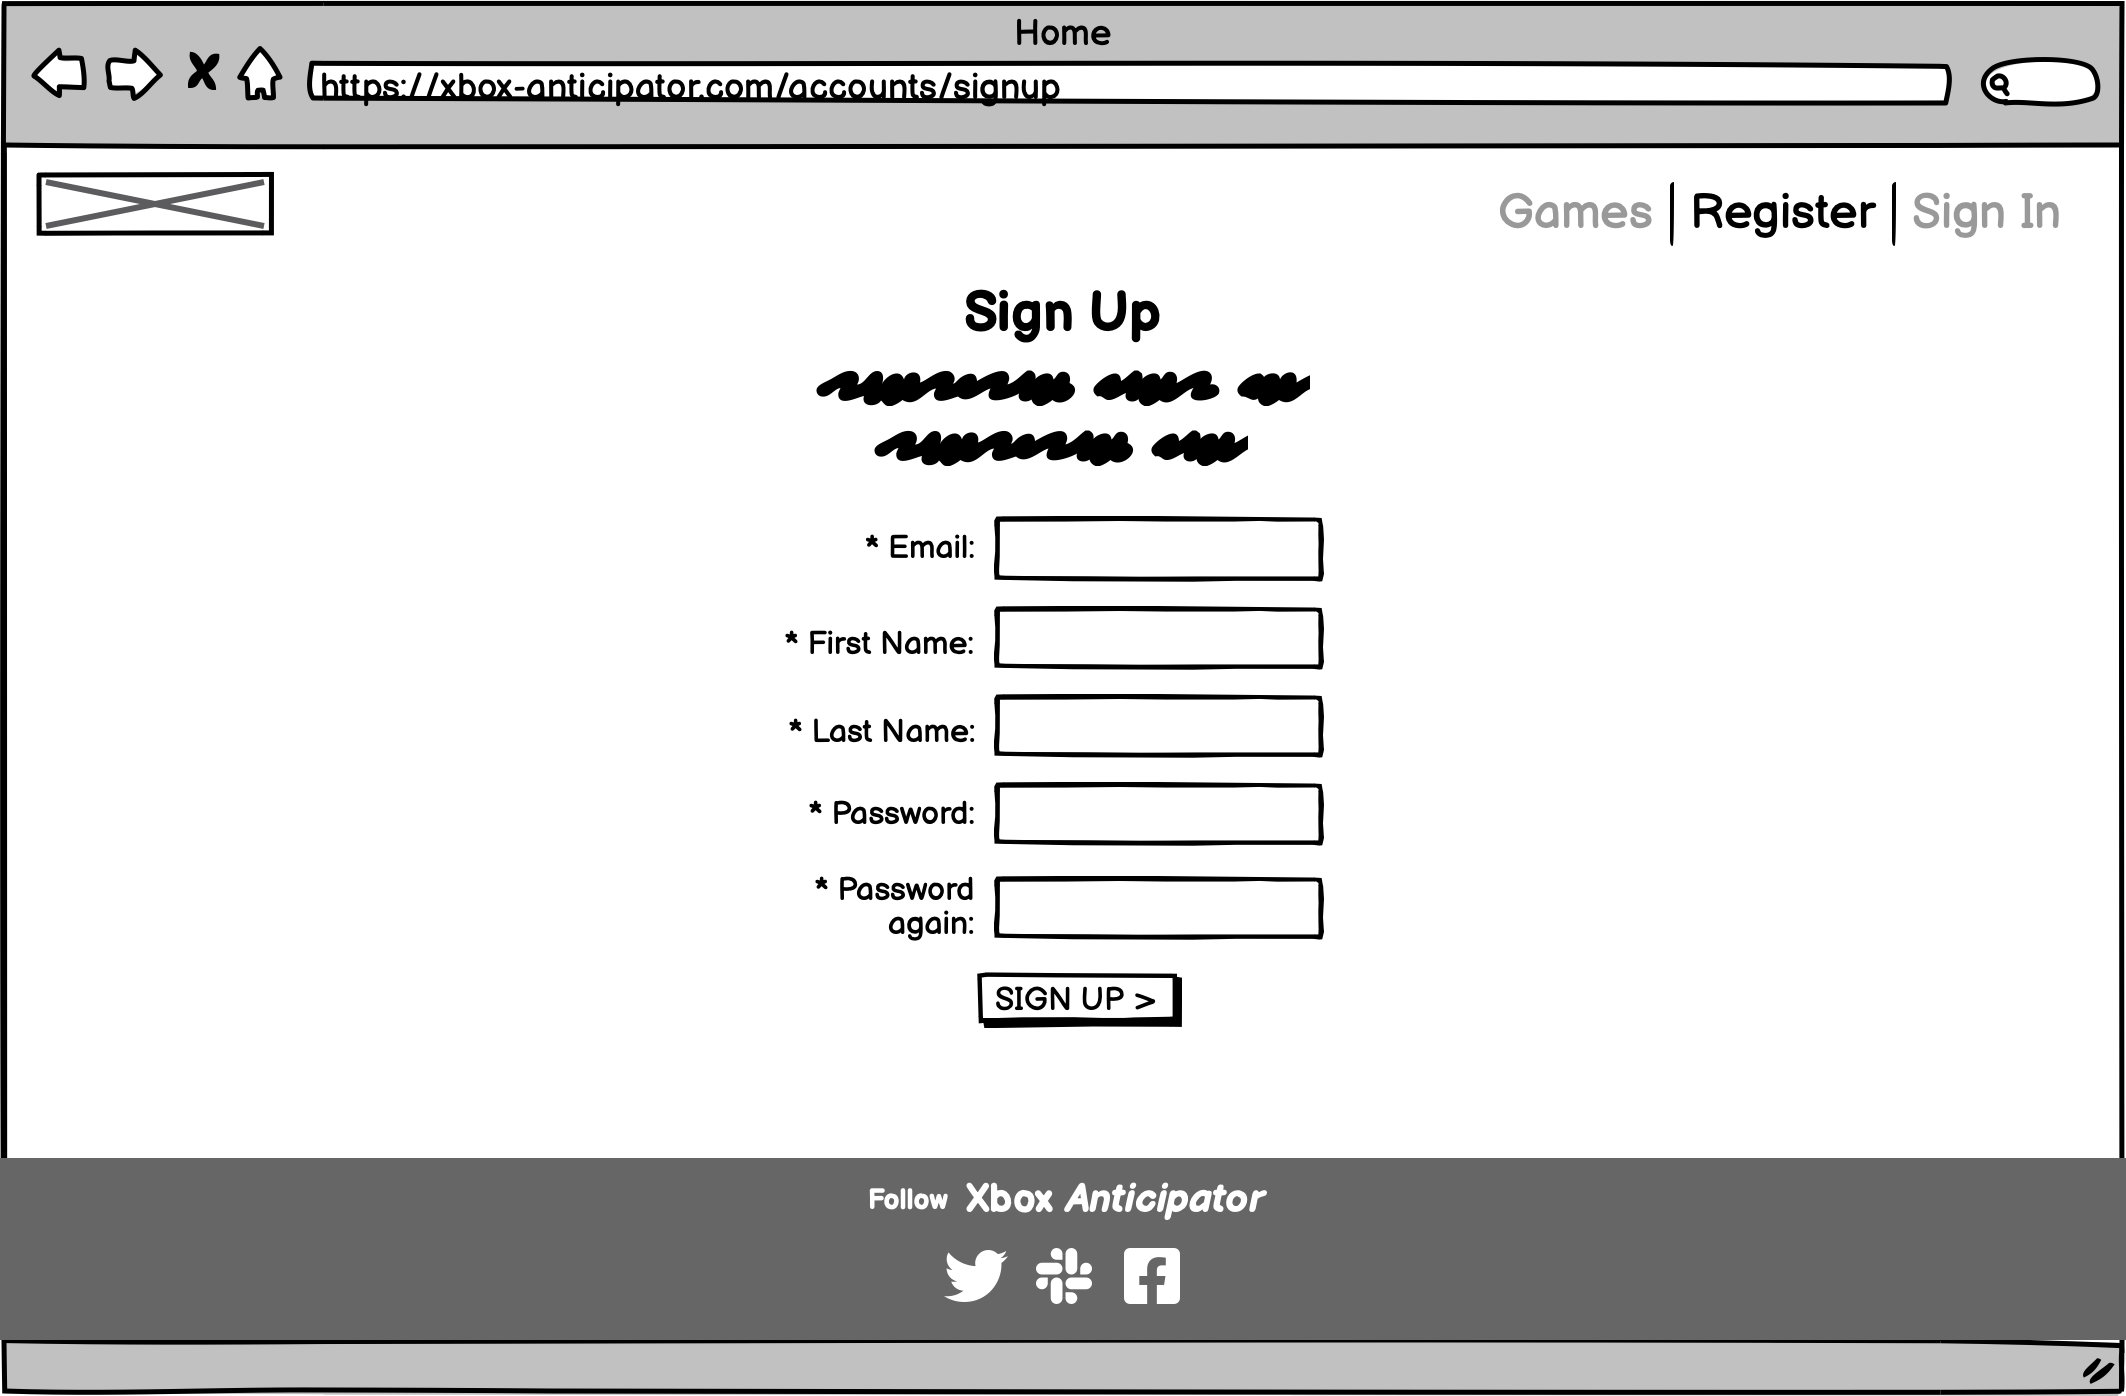 Home
https://xbox-anticipator.com/accounts/signup
Games Register Sign In
Sign Up
* Email:
* First Name:
* Last Name:
* Password:
* Password
again:
SIGN UP >
Follow Xbox Anticipator